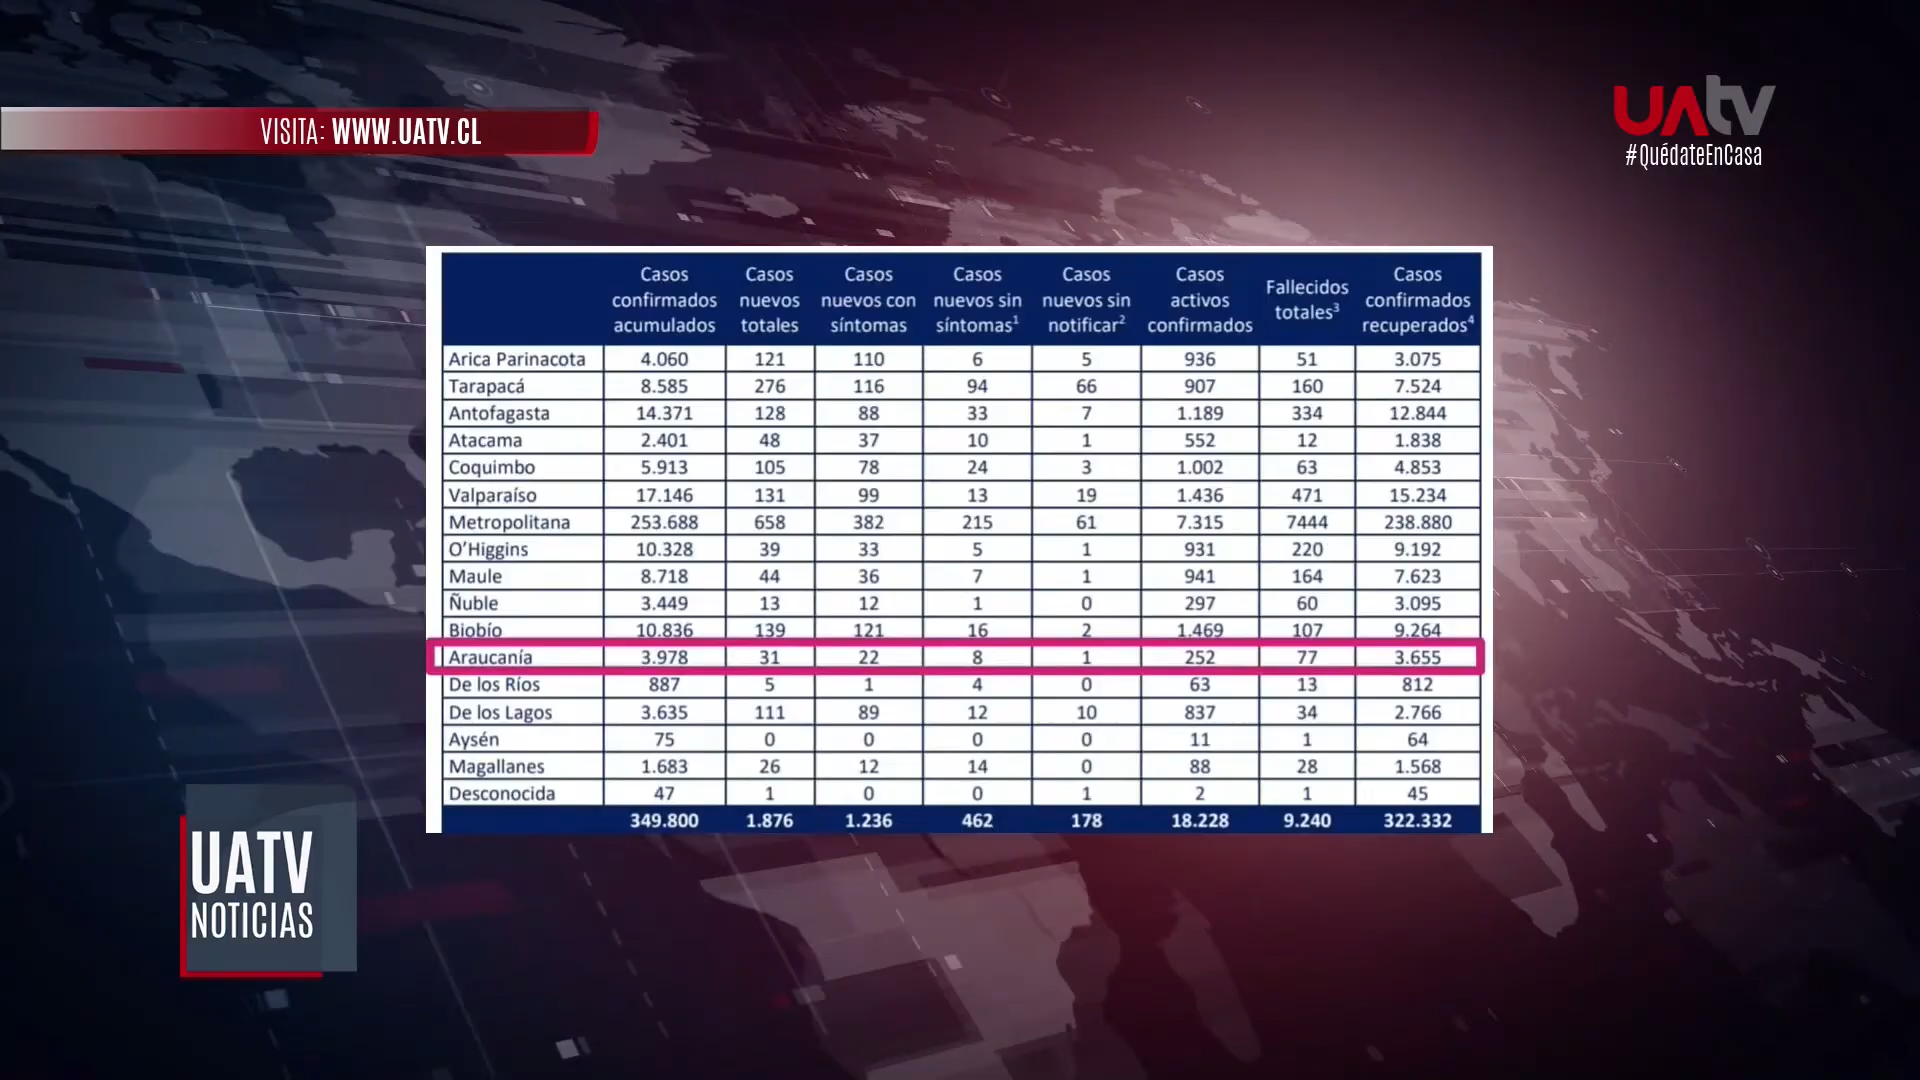 VISITA: WWW.UATV.CL
UATV
#QuédateEnCasa
Casos confirmados acumulados Casos nuevos totales Casos nuevos con síntomas Casos nuevos sin síntomas¹ Casos nuevos sin notificar² Casos activos confirmados Fallecidos totales³ Casos confirmados recuperados⁴
Arica Parinacota 4.060 121 110 6 5 936 51 3.075
Tarapacá 8.585 276 116 94 66 907 160 7.524
Antofagasta 14.371 128 88 33 7 1.189 334 12.844
Atacama 2.401 48 37 10 1 552 12 1.838
Coquimbo 5.913 105 78 24 3 1.002 63 4.853
Valparaíso 17.146 131 99 13 19 1.436 471 15.234
Metropolitana 253.688 658 382 215 61 7.315 7444 238.880
O’Higgins 10.328 39 33 5 1 931 220 9.192
Maule 8.718 44 36 7 1 941 164 7.623
Ñuble 3.449 13 12 1 0 297 60 3.095
Biobío 10.836 139 121 16 2 1.469 107 9.264
Araucanía 3.978 31 22 8 1 252 77 3.655
De los Ríos 887 5 1 4 0 63 13 812
De los Lagos 3.635 111 89 12 10 837 34 2.766
Aysén 75 0 0 0 0 11 1 64
Magallanes 1.683 26 12 14 0 88 28 1.568
Desconocida 47 1 0 0 1 2 1 45
349.800 1.876 1.236 462 178 18.228 9.240 322.332
UATV
NOTICIAS